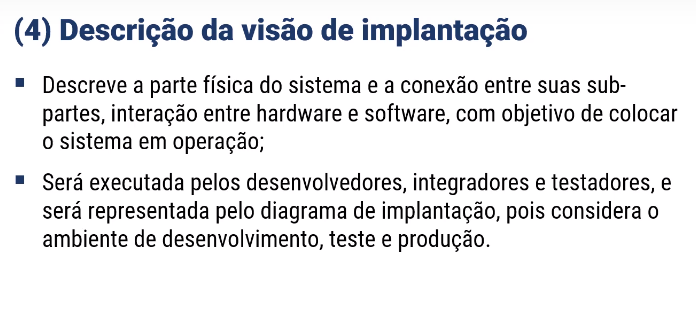 (4) Descrição da visão de implantação
▪ Descreve a parte física do sistema e a conexão entre suas sub-
partes, interação entre hardware e software, com objetivo de colocar
o sistema em operação;
▪ Será executada pelos desenvolvedores, integradores e testadores, e
será representada pelo diagrama de implantação, pois considera o
ambiente de desenvolvimento, teste e produção.